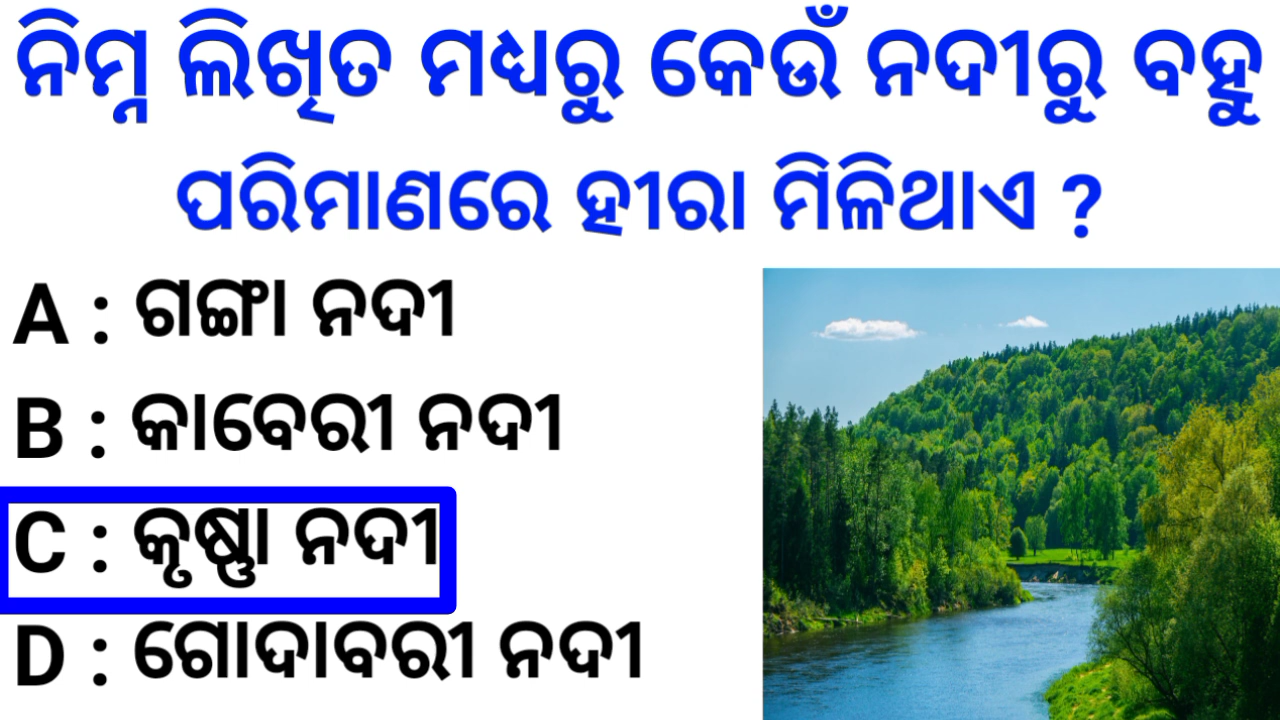 ନିମ୍ନ ଲିଖିତ ମଧ୍ୟରୁ କେଉଁ ନଦୀରୁ ବହୁ
ପରିମାଣରେ ହୀରା ମିଳିଥାଏ ?
A : ଗଙ୍ଗା ନଦୀ
B : କାବେରୀ ନଦୀ
C : କୃଷ୍ଣା ନଦୀ
D : ଗୋଦାବରୀ ନଦୀ